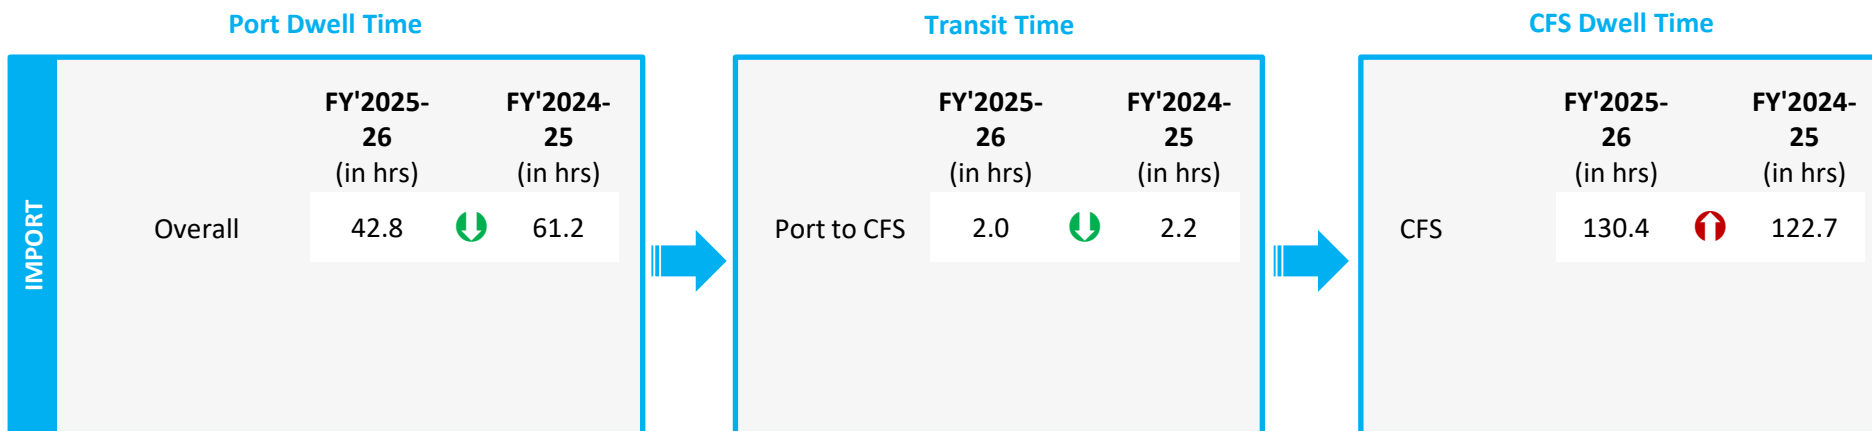 Port Dwell Time
Transit Time
CFS Dwell Time
IMPORT
FY'2025-
26
(in hrs)
FY'2024-
25
(in hrs)
Overall
42.8
61.2
FY'2025-
26
(in hrs)
FY'2024-
25
(in hrs)
Port to CFS
2.0
2.2
FY'2025-
26
(in hrs)
FY'2024-
25
(in hrs)
CFS
130.4
122.7